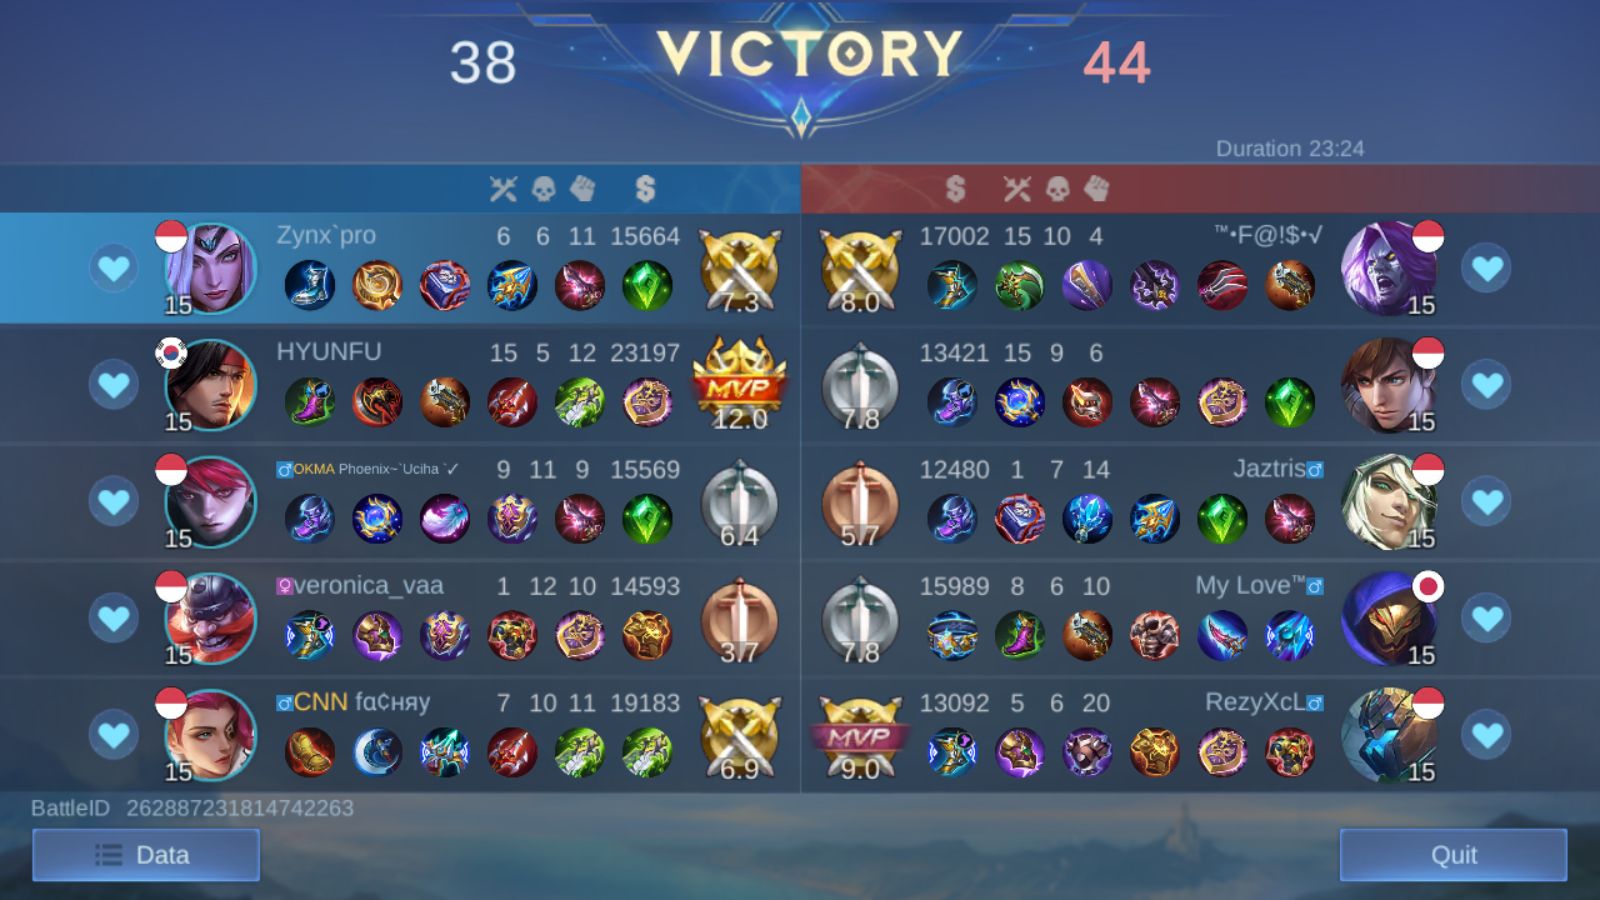 38 VICTORY 44
Duration 23:24
Zynx`pro 6 6 11 15664 7.3 15
8.0 17002 15 10 4 ™•F@!$•√ 15
HYUNFU 15 5 12 23197 MVP 12.0 15
7.8 13421 15 9 6 15
♂OKMA Phoenix~`Uciha `✓ 9 11 9 15569 6.4 15
5.7 12480 1 7 14 Jaztris♂ 15
♀veronica_vaa 1 12 10 14593 3.7 15
7.8 15989 8 6 10 My Love™♂ 15
♂CNN fα¢няу 7 10 11 19183 6.9 15
MVP 9.0 13092 5 6 20 RezyXcL♂ 15
BattleID 262887231814742263
Data
Quit